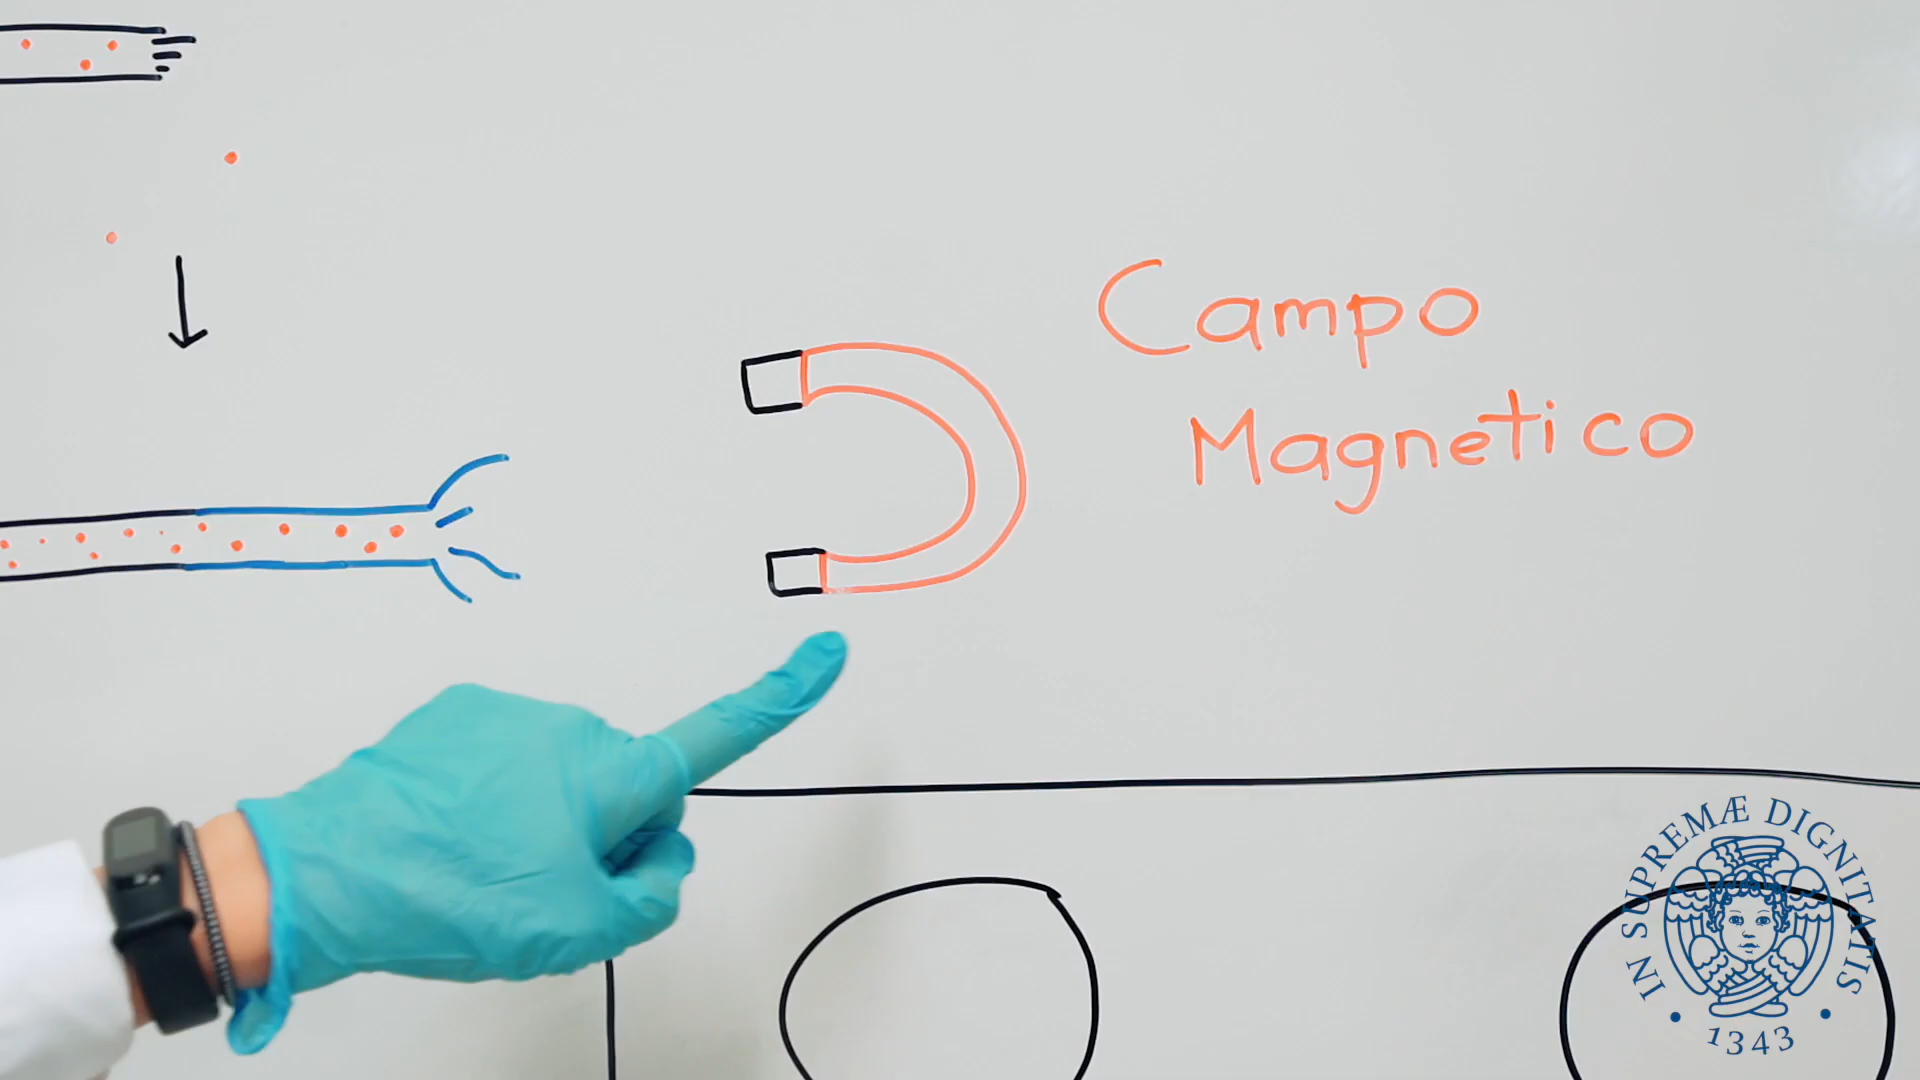 Campo
Magnetico
IN SUPREMÆ DIGNITATIS
• 1343 •